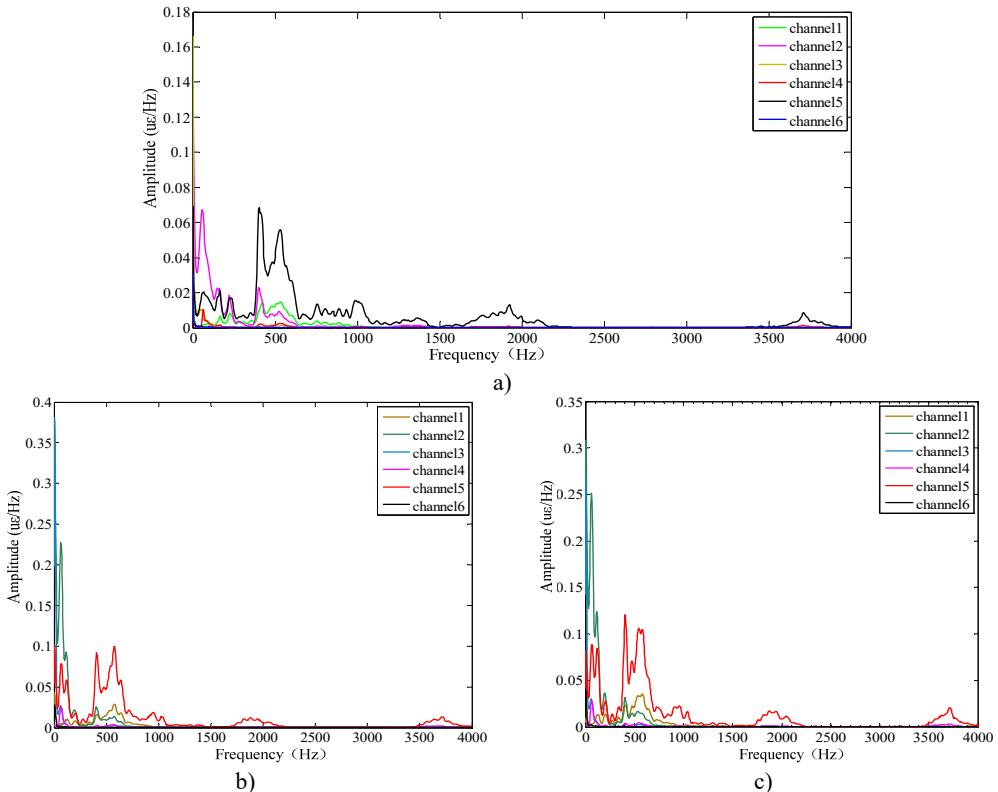 0.18
0.16
0.14
0.12
0.1
0.08
0.06
0.04
0.02
0
Amplitude (uε/Hz)
channel1
channel2
channel3
channel4
channel5
channel6
0 500 1000 1500 2000 2500 3000 3500 4000
Frequency（Hz）
a)
0.4
0.35
0.3
0.25
0.2
0.15
0.1
0.05
0
Amplitude (uε/Hz)
channel1
channel2
channel3
channel4
channel5
channel6
0 500 1000 1500 2000 2500 3000 3500 4000
Frequency（Hz）
b)
0.35
0.3
0.25
0.2
0.15
0.1
0.05
0
Amplitude (uε/Hz)
channel1
channel2
channel3
channel4
channel5
channel6
0 500 1000 1500 2000 2500 3000 3500 4000
Frequency（Hz）
c)